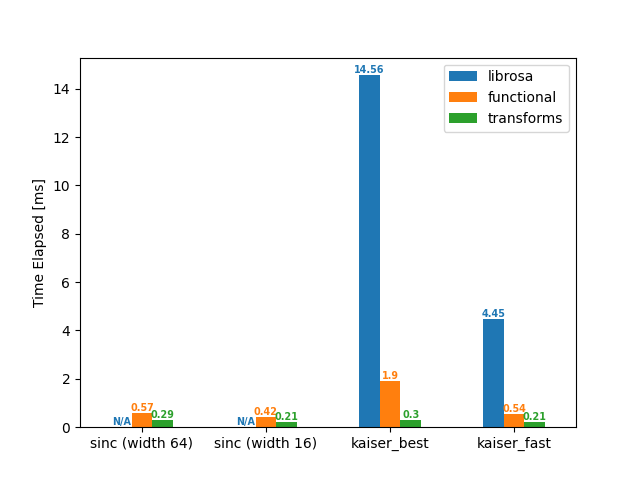 14.56
librosa
functional
transforms
14
12
10
8
6
4
2
0
Time Elapsed [ms]
4.45
1.9
N/A 0.57 0.29
N/A 0.42 0.21
0.3
0.54 0.21
sinc (width 64) sinc (width 16) kaiser_best kaiser_fast